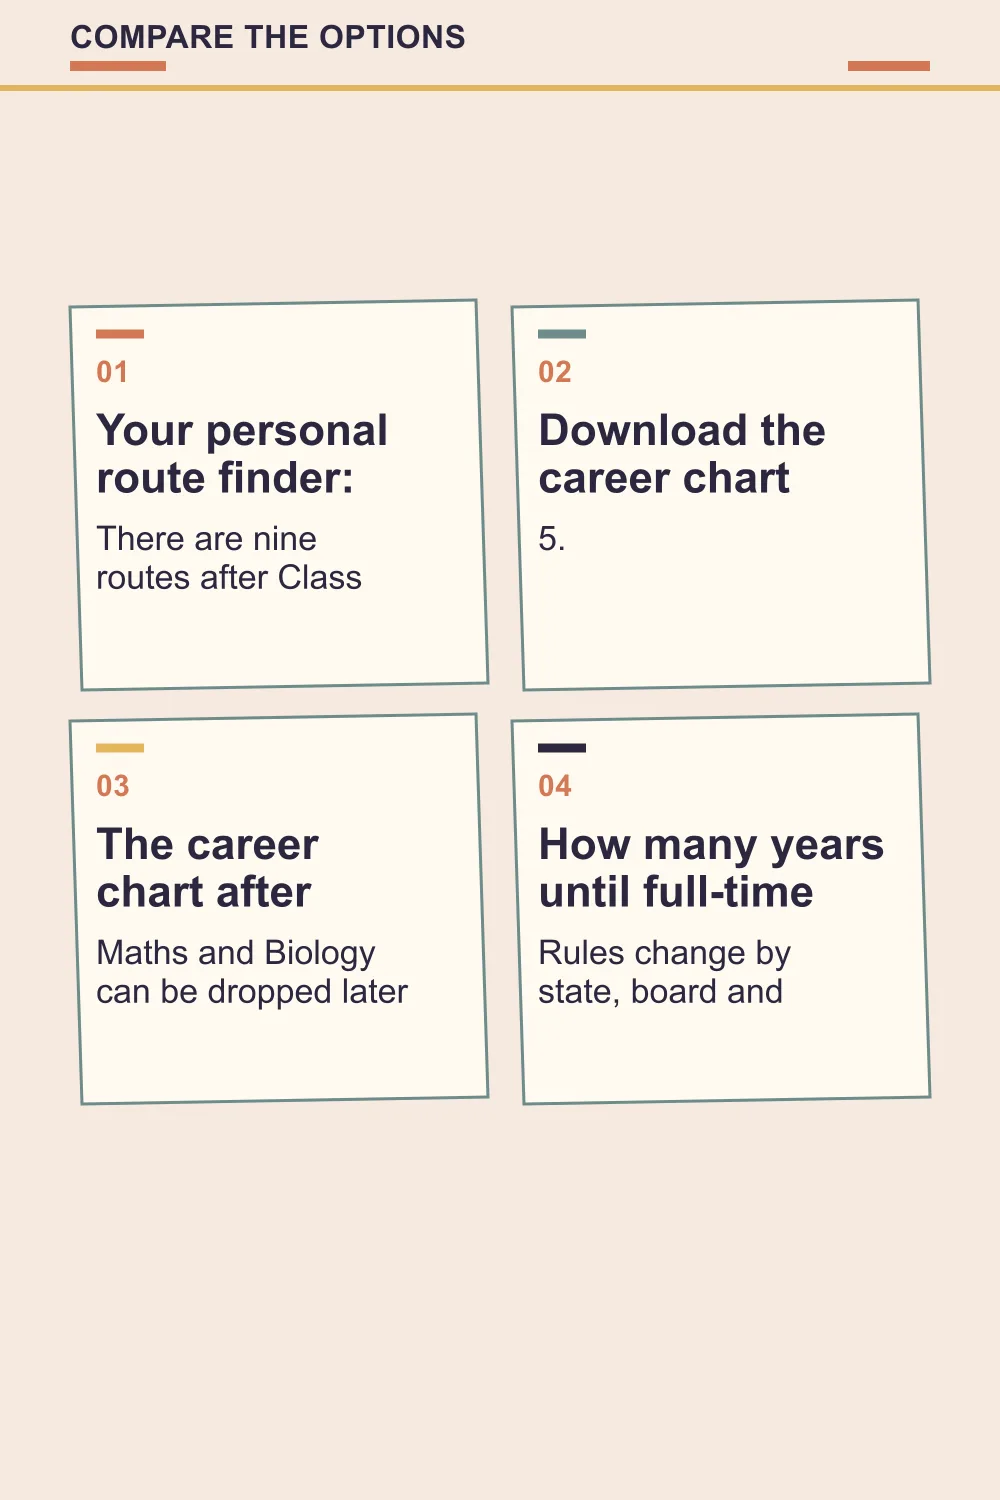 COMPARE THE OPTIONS
01
Your personal
route finder:
There are nine
routes after Class
02
Download the
career chart
5.
03
The career
chart after
Maths and Biology
can be dropped later
04
How many years
until full-time
Rules change by
state, board and